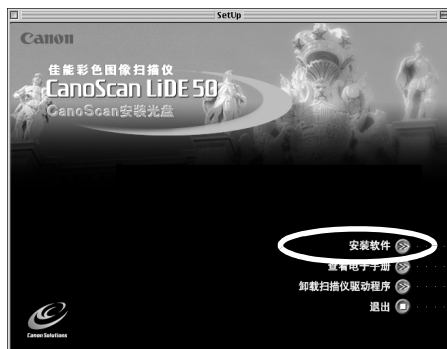 SetUp
Canon
佳能彩色图像扫描仪
CanoScan LiDE 50
CanoScan安装光盘
安装软件
查看电子手册
卸载扫描仪驱动程序
退出
Canon Solutions